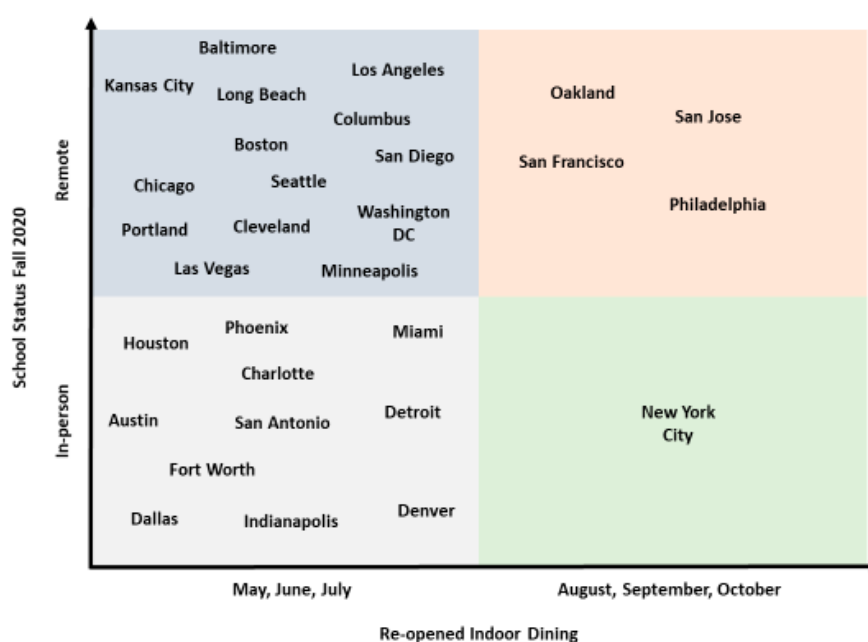 Baltimore
Los Angeles
Kansas City
Long Beach
Columbus
Boston
San Diego
Seattle
Chicago
Washington
DC
Cleveland
Portland
Las Vegas
Minneapolis
Oakland
San Jose
San Francisco
Philadelphia
Remote
School Status Fall 2020
In-person
Phoenix
Miami
Houston
Charlotte
Detroit
Austin
San Antonio
Fort Worth
Denver
Dallas
Indianapolis
New York
City
May, June, July
August, September, October
Re-opened Indoor Dining